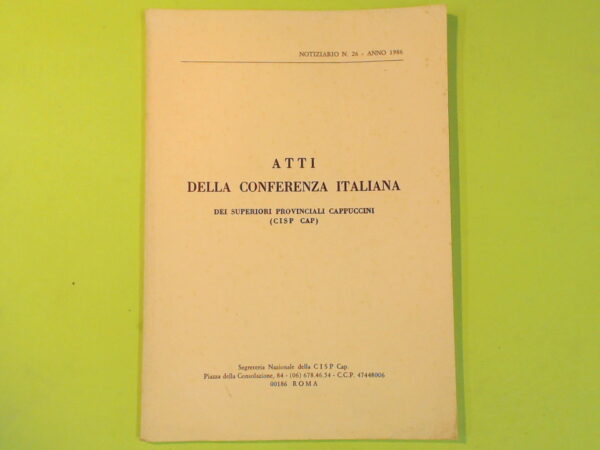 NOTIZIARIO N. 26 - ANNO 1986
ATTI
DELLA CONFERENZA ITALIANA
DEI SUPERIORI PROVINCIALI CAPPUCCINI
(CISP CAP)
Segreteria Nazionale della CISP Cap.
Piazza della Consolazione, 84 - (06) 678.46.54 - C.C.P. 47448006
00186 ROMA